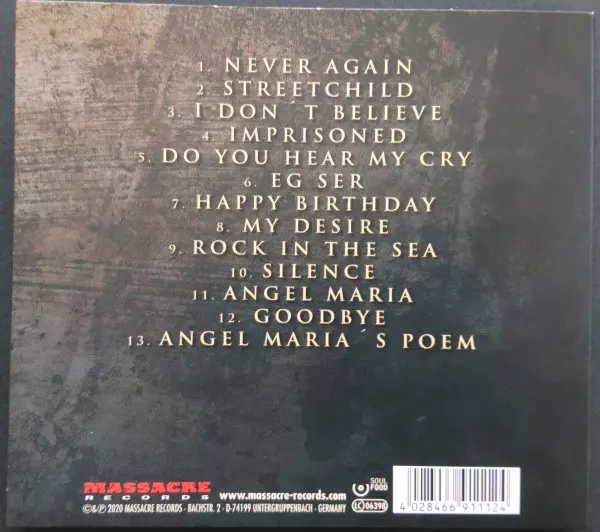 1. NEVER AGAIN
2. STREETCHILD
3. I DON´T BELIEVE
4. IMPRISONED
5. DO YOU HEAR MY CRY
6. EG SER
7. HAPPY BIRTHDAY
8. MY DESIRE
9. ROCK IN THE SEA
10. SILENCE
11. ANGEL MARIA
12. GOODBYE
13. ANGEL MARIA´S POEM
MASSACRE
RECORDS
www.massacre-records.com
©&℗ 2020 MASSACRE RECORDS - BACHSTR. 2 - D-74199 UNTERGRUPPENBACH - GERMANY
SOUL
FOOD
LC 06398
4 028466 911124